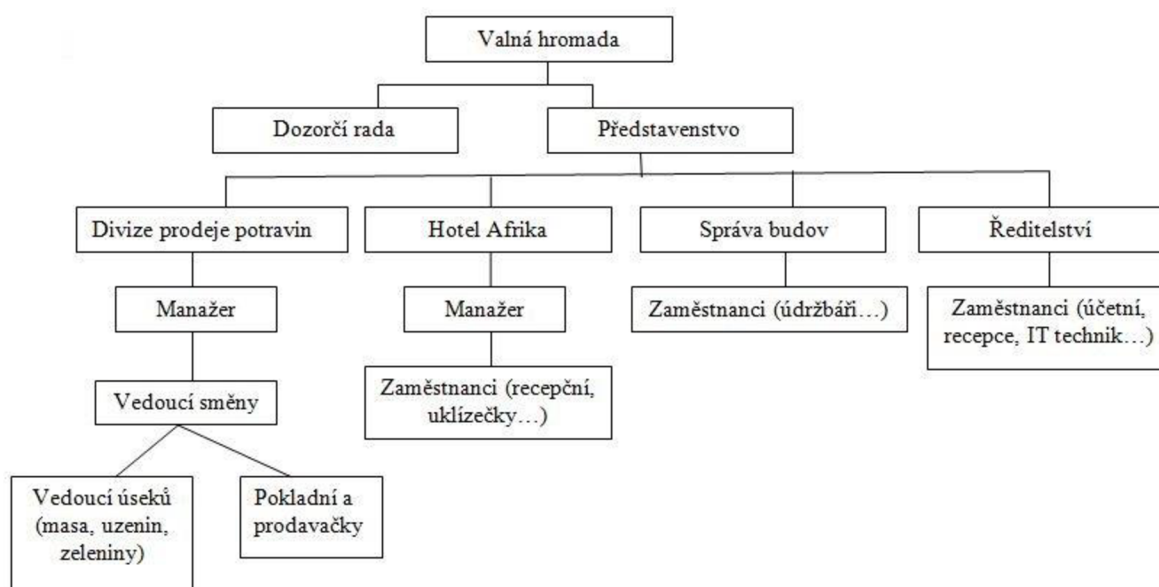 Valná hromada
Dozorčí rada
Představenstvo
Divize prodeje potravin
Hotel Afrika
Správa budov
Ředitelství
Manažer
Manažer
Zaměstnanci (údržbáři…)
Zaměstnanci (účetní,
recepce, IT technik…)
Vedoucí směny
Zaměstnanci (recepční,
uklízečky…)
Vedoucí úseků
(masa, uzenin,
zeleniny)
Pokladní a
prodavačky